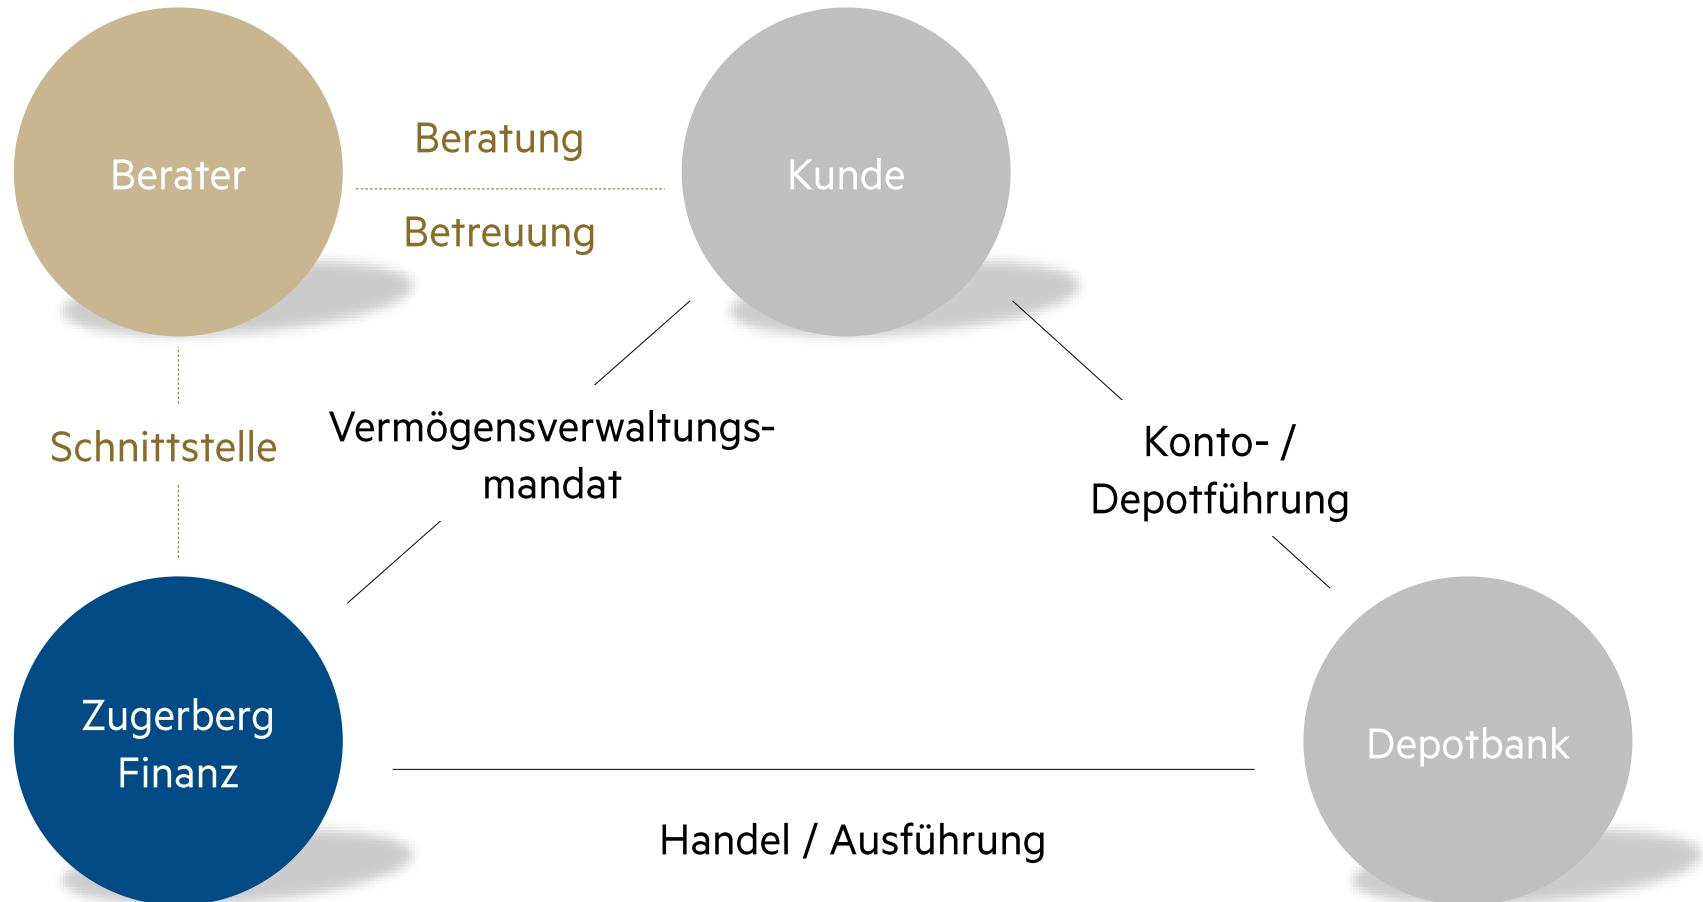 Berater
Beratung
Betreuung
Kunde
Schnittstelle
Vermögensverwaltungs-
mandat
Konto- /
Depotführung
Zugerberg
Finanz
Depotbank
Handel / Ausführung